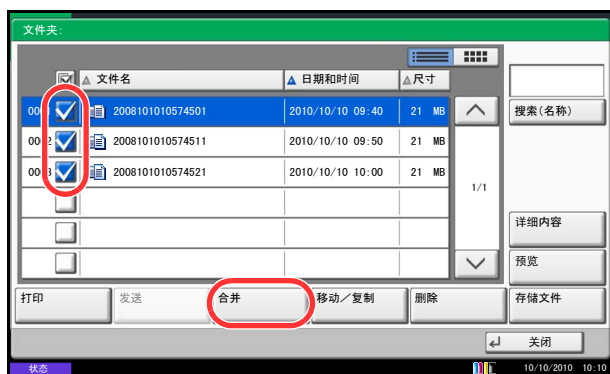 文件夹:
文件名 日期和时间 尺寸
0001 2008101010574501 2010/10/10 09:40 21 MB 搜索(名称)
0002 2008101010574511 2010/10/10 09:50 21 MB
0003 2008101010574521 2010/10/10 10:00 21 MB
1/1
详细内容
预览
打印 发送 合并 移动/复制 删除 存储文件
关闭
状态 10/10/2010 10:10